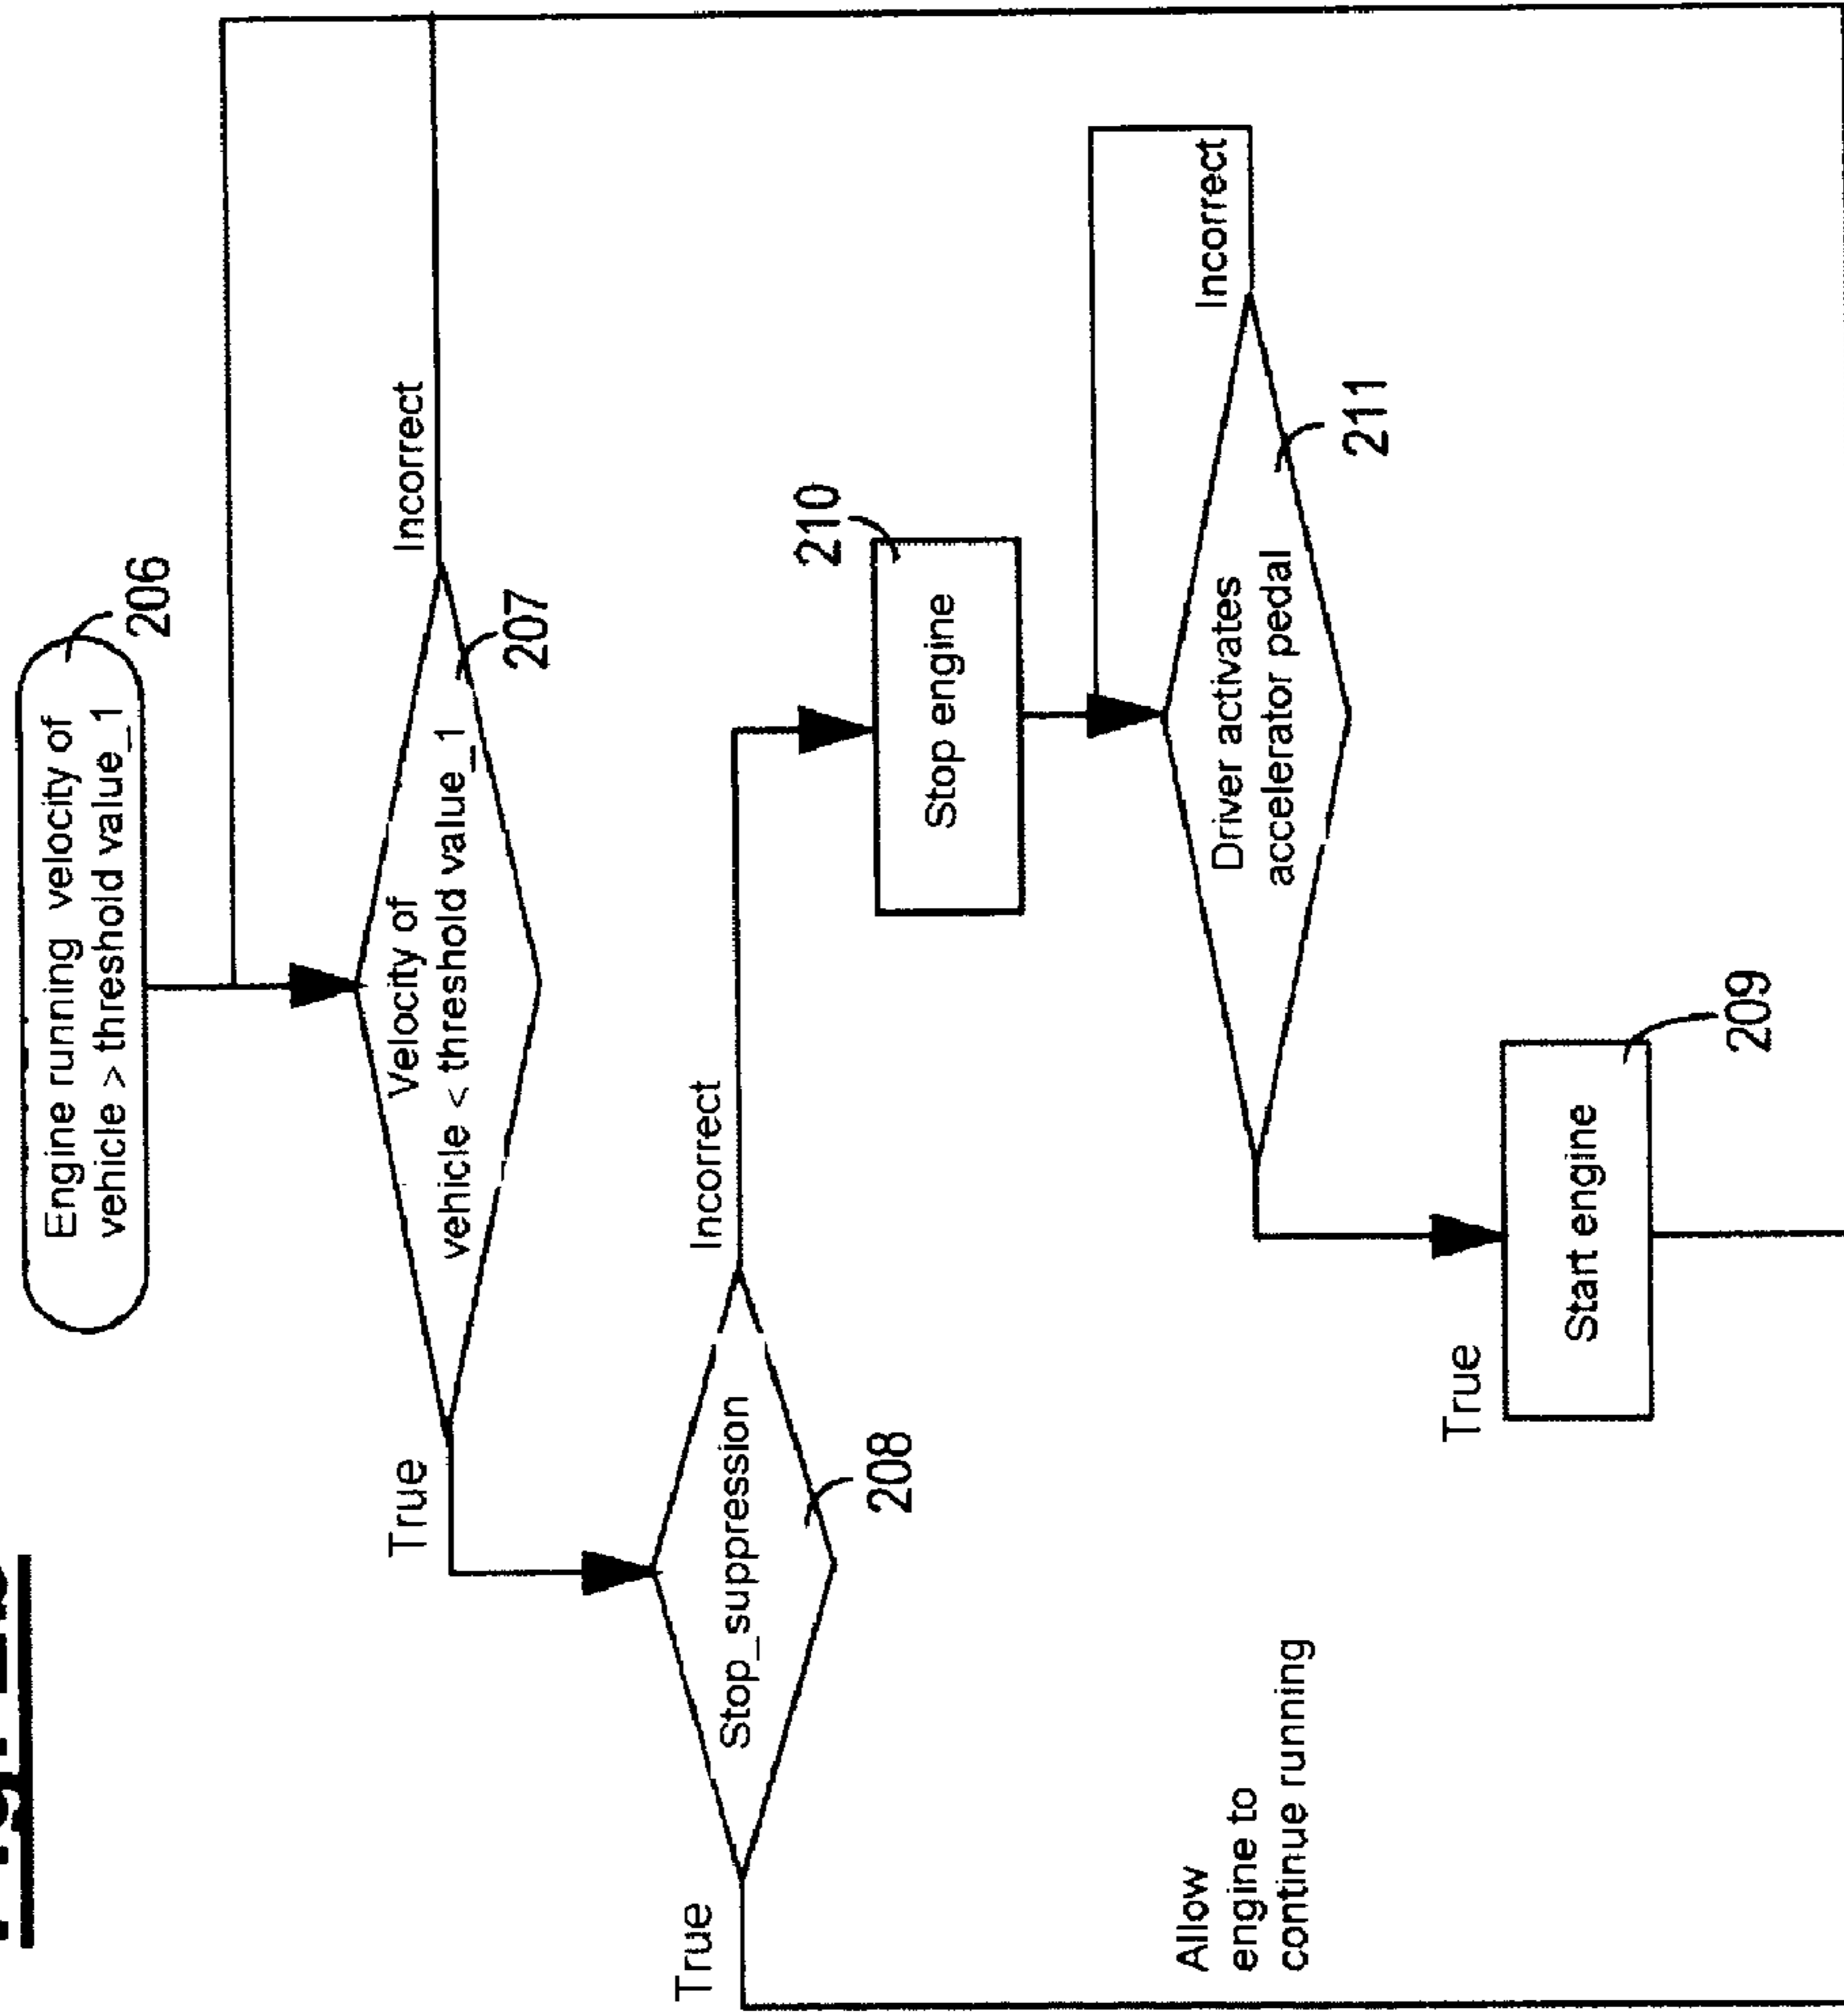 Engine running velocity of
vehicle > threshold value_1
206
Velocity of
vehicle < threshold value_1
207
True
Incorrect
Stop_suppression
208
True
Incorrect
Stop engine
210
Driver activates
accelerator pedal
211
Incorrect
True
Start engine
209
Allow
engine to
continue running